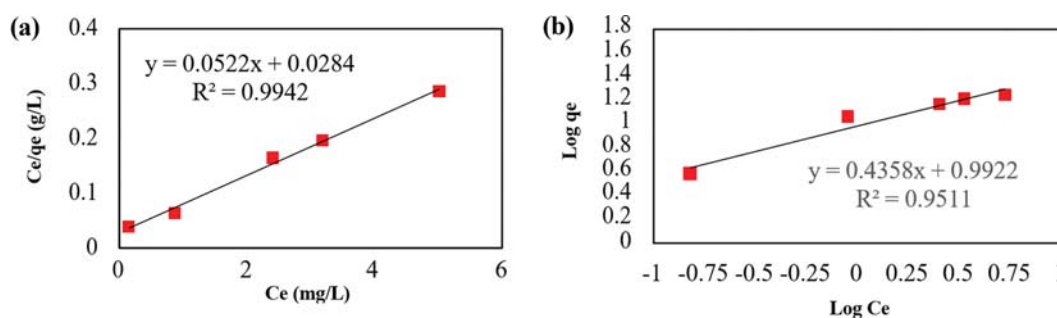 (a)
0.4
0.3
0.2
0.1
0
Ce/qe (g/L)
y = 0.0522x + 0.0284
R² = 0.9942
0 2 4 6
Ce (mg/L)
(b)
1.8
1.6
1.4
1.2
1
0.8
0.6
0.4
0.2
0
Log qe
y = 0.4358x + 0.9922
R² = 0.9511
-1 -0.75 -0.5 -0.25 0 0.25 0.5 0.75 1
Log Ce